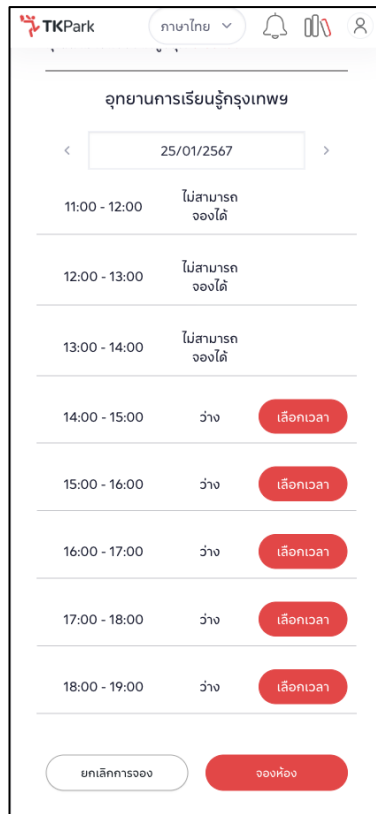 TKPark ภาษาไทย
อุทยานการเรียนรู้กรุงเทพฯ
25/01/2567
11:00 - 12:00 ไม่สามารถ
จองได้
12:00 - 13:00 ไม่สามารถ
จองได้
13:00 - 14:00 ไม่สามารถ
จองได้
14:00 - 15:00 ว่าง เลือกเวลา
15:00 - 16:00 ว่าง เลือกเวลา
16:00 - 17:00 ว่าง เลือกเวลา
17:00 - 18:00 ว่าง เลือกเวลา
18:00 - 19:00 ว่าง เลือกเวลา
ยกเลิกการจอง จองห้อง